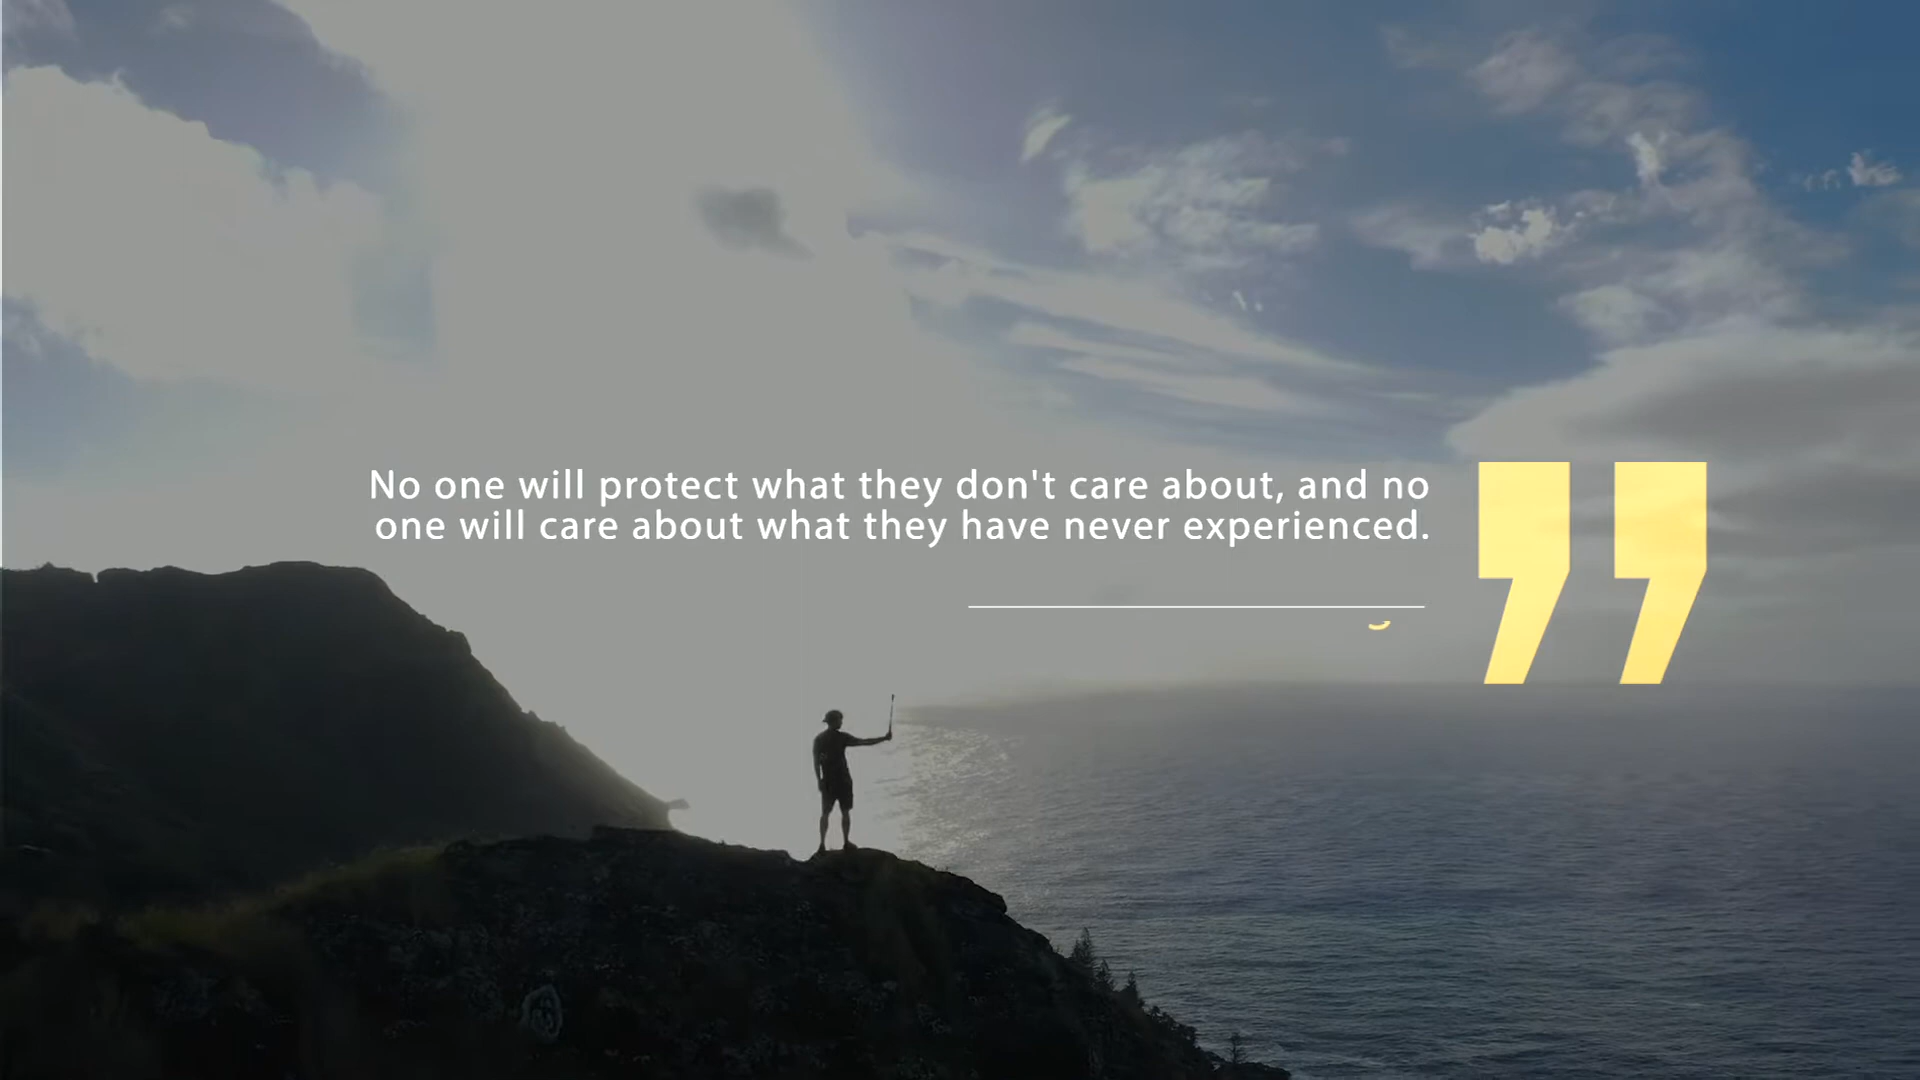 No one will protect what they don't care about, and no
one will care about what they have never experienced.
”